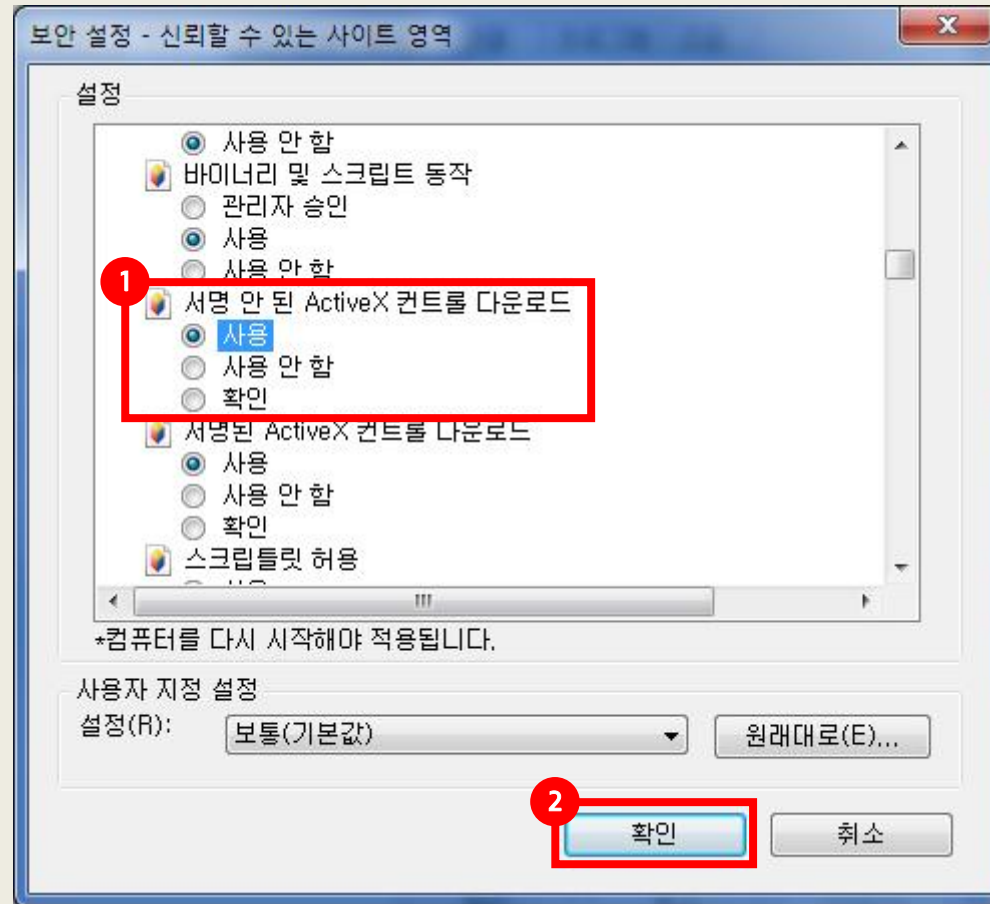 보안 설정 - 신뢰할 수 있는 사이트 영역
설정
사용 안 함
바이너리 및 스크립트 동작
관리자 승인
사용
사용 안 함
1
서명 안 된 ActiveX 컨트롤 다운로드
사용
사용 안 함
확인
서명된 ActiveX 컨트롤 다운로드
사용
사용 안 함
확인
스크립틀릿 허용
*컴퓨터를 다시 시작해야 적용됩니다.
사용자 지정 설정
설정(R): 보통(기본값) 원래대로(E)...
2
확인 취소